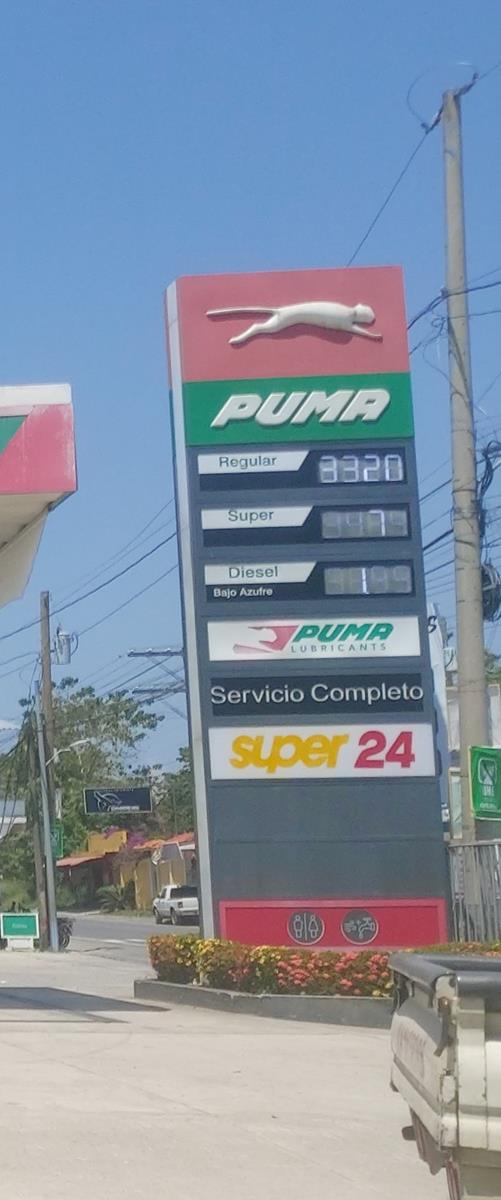 PUMA
Regular
3320
Super
Diesel
Bajo Azufre
PUMA
LUBRICANTS
Servicio Completo
super 24